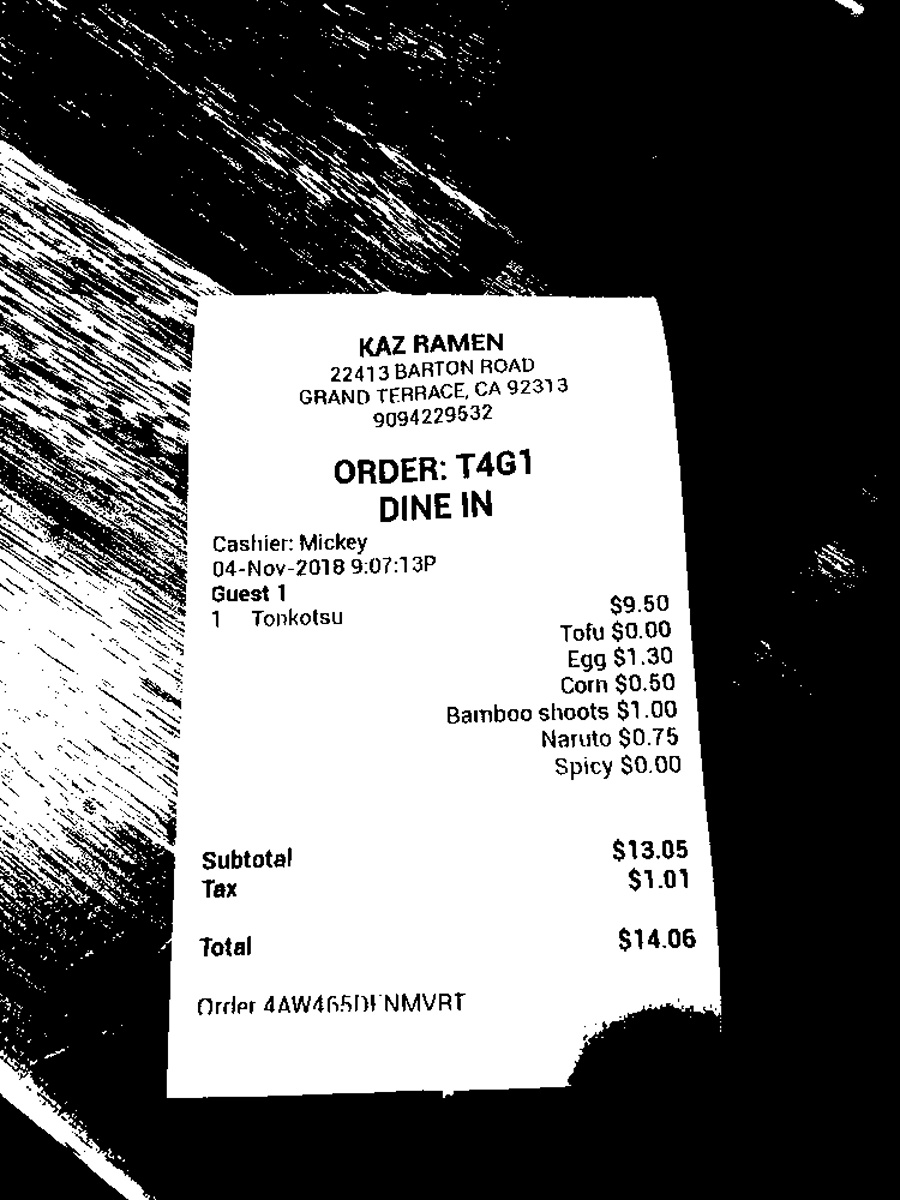 KAZ RAMEN
22413 BARTON ROAD
GRAND TERRACE, CA 92313
9094229532
ORDER: T4G1
DINE IN
Cashier: Mickey
04-Nov-2018 9:07:13P
Guest 1
1 Tonkotsu $9.50
Tofu $0.00
Egg $1.30
Corn $0.50
Bamboo shoots $1.00
Naruto $0.75
Spicy $0.00
Subtotal $13.05
Tax $1.01
Total $14.06
Order